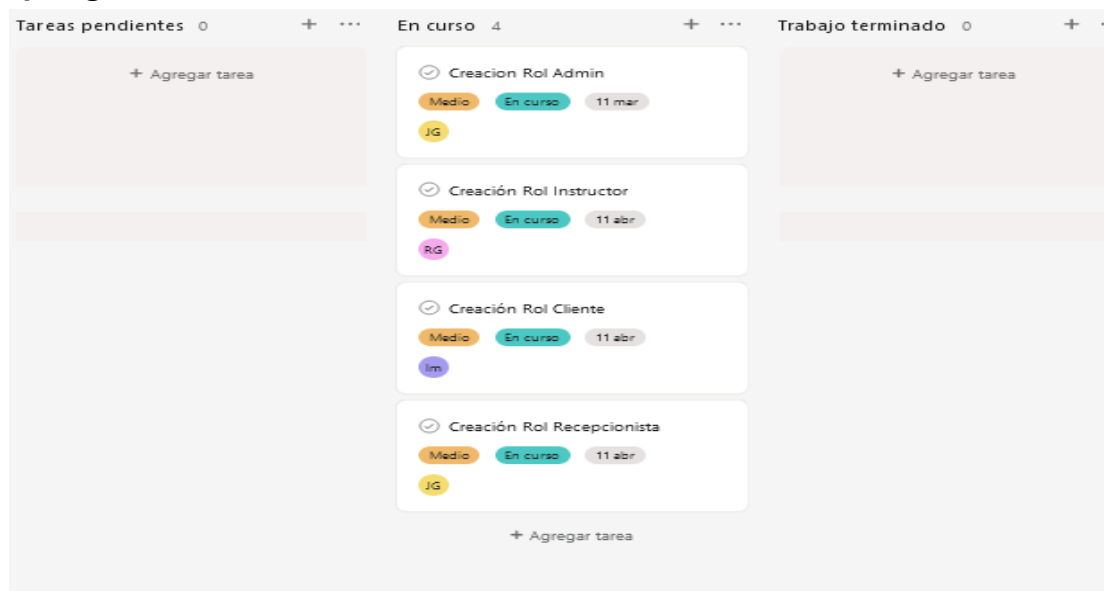 Tareas pendientes 0 + ···
En curso 4 + ···
Trabajo terminado 0 +
+ Agregar tarea
Creacion Rol Admin
Medio En curso 11 mar
JG
Creación Rol Instructor
Medio En curso 11 abr
RG
Creación Rol Cliente
Medio En curso 11 abr
Im
Creación Rol Recepcionista
Medio En curso 11 abr
JG
+ Agregar tarea
+ Agregar tarea